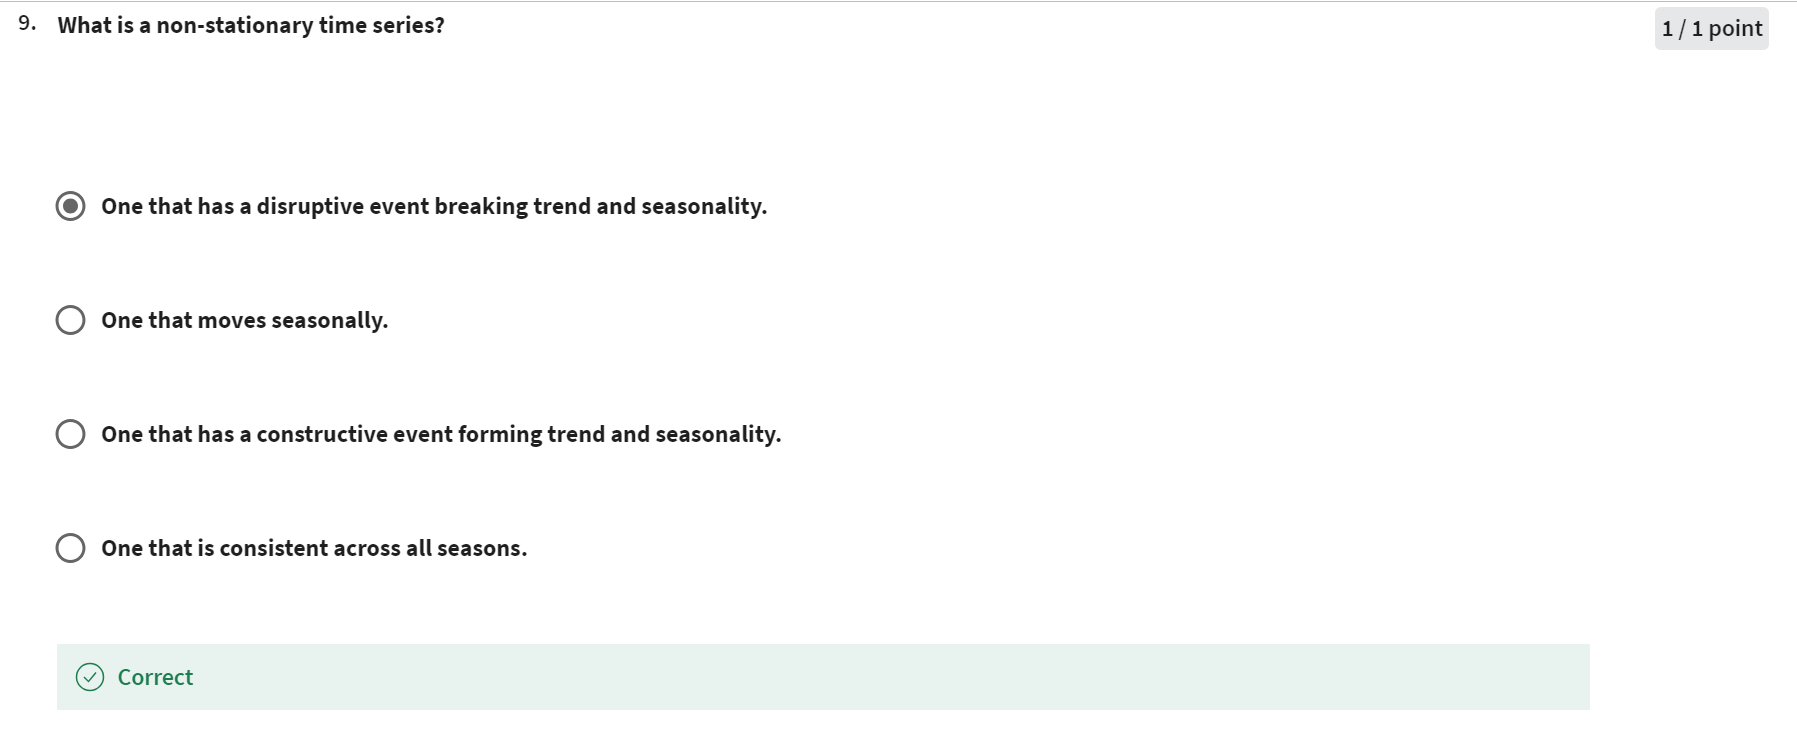 9. What is a non-stationary time series?
1 / 1 point
One that has a disruptive event breaking trend and seasonality.
One that moves seasonally.
One that has a constructive event forming trend and seasonality.
One that is consistent across all seasons.
Correct